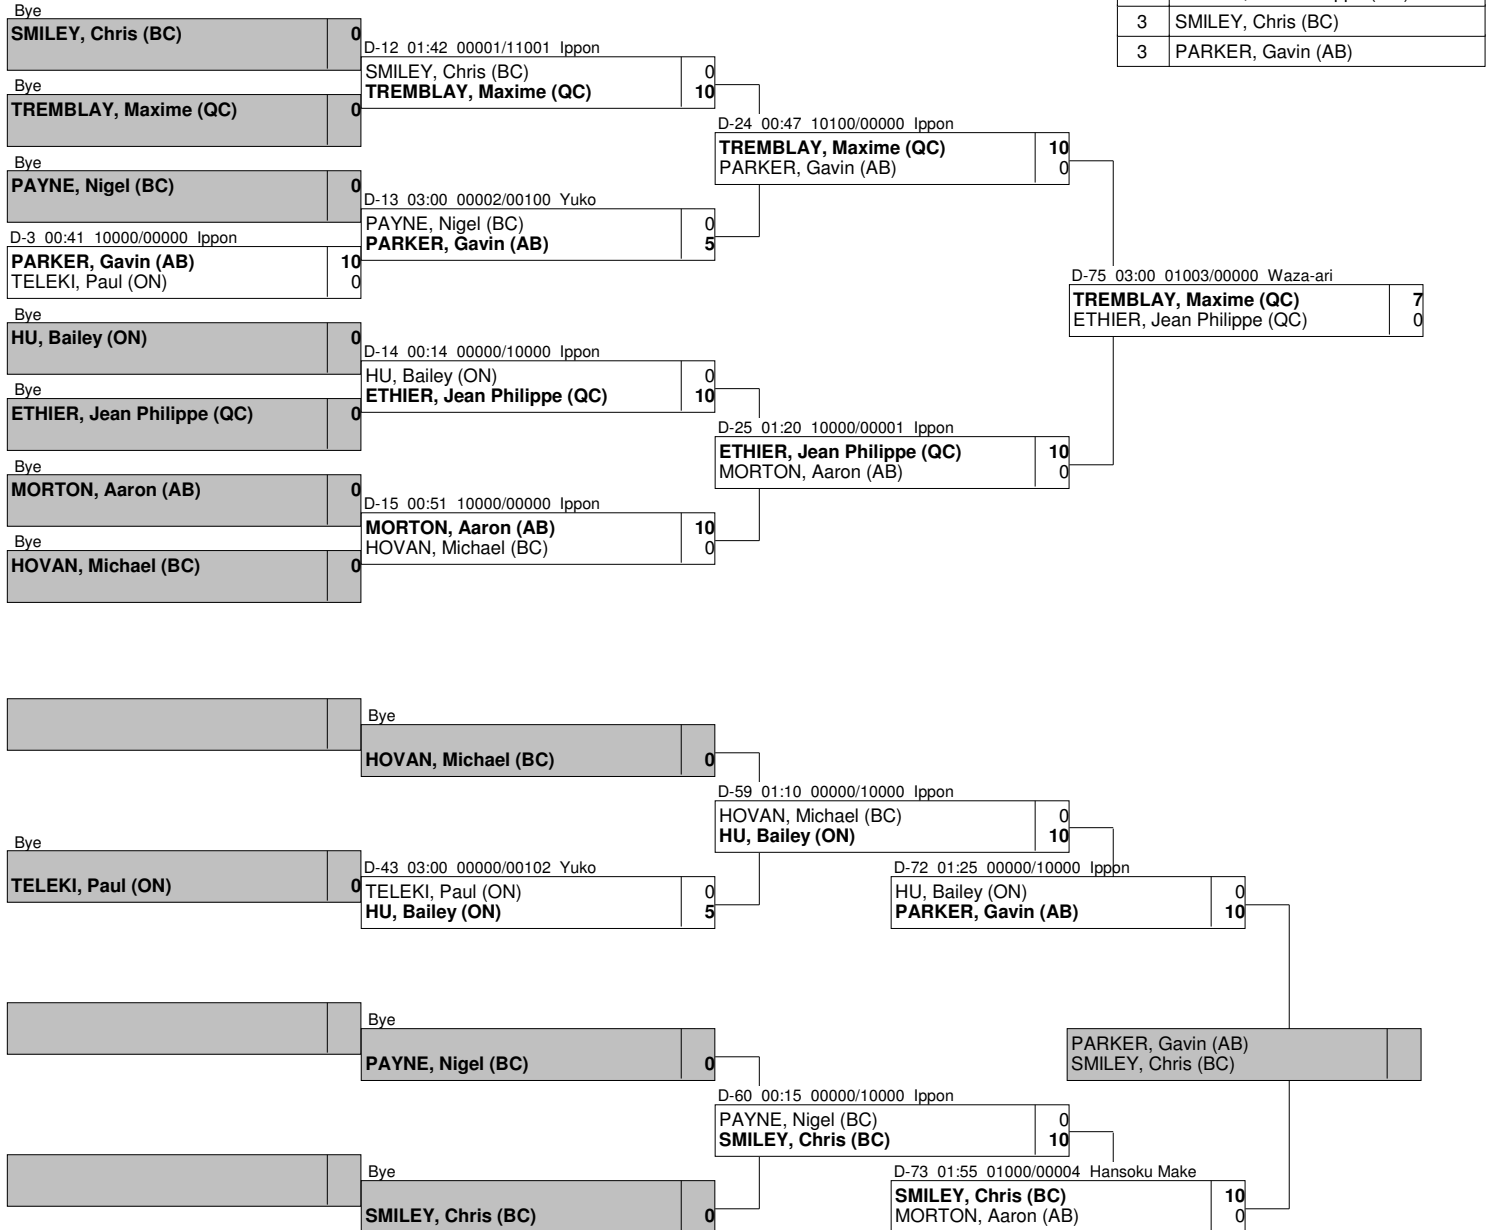 3 SMILEY, Chris (BC)
3 PARKER, Gavin (AB)
Bye
SMILEY, Chris (BC) 0
Bye
TREMBLAY, Maxime (QC) 0
Bye
PAYNE, Nigel (BC) 0
D-3 00:41 10000/00000 Ippon
PARKER, Gavin (AB) 10
TELEKI, Paul (ON) 0
Bye
HU, Bailey (ON) 0
Bye
ETHIER, Jean Philippe (QC) 0
Bye
MORTON, Aaron (AB) 0
Bye
HOVAN, Michael (BC) 0
D-12 01:42 00001/11001 Ippon
SMILEY, Chris (BC) 0
TREMBLAY, Maxime (QC) 10
D-13 03:00 00002/00100 Yuko
PAYNE, Nigel (BC) 0
PARKER, Gavin (AB) 5
D-14 00:14 00000/10000 Ippon
HU, Bailey (ON) 0
ETHIER, Jean Philippe (QC) 10
D-15 00:51 10000/00000 Ippon
MORTON, Aaron (AB) 10
HOVAN, Michael (BC) 0
D-24 00:47 10100/00000 Ippon
TREMBLAY, Maxime (QC) 10
PARKER, Gavin (AB) 0
D-25 01:20 10000/00001 Ippon
ETHIER, Jean Philippe (QC) 10
MORTON, Aaron (AB) 0
D-75 03:00 01003/00000 Waza-ari
TREMBLAY, Maxime (QC) 7
ETHIER, Jean Philippe (QC) 0
Bye
HOVAN, Michael (BC) 0
Bye
TELEKI, Paul (ON) 0
D-43 03:00 00000/00102 Yuko
TELEKI, Paul (ON) 0
HU, Bailey (ON) 5
D-59 01:10 00000/10000 Ippon
HOVAN, Michael (BC) 0
HU, Bailey (ON) 10
D-72 01:25 00000/10000 Ippon
HU, Bailey (ON) 0
PARKER, Gavin (AB) 10
Bye
PAYNE, Nigel (BC) 0
Bye
SMILEY, Chris (BC) 0
D-60 00:15 00000/10000 Ippon
PAYNE, Nigel (BC) 0
SMILEY, Chris (BC) 10
D-73 01:55 01000/00004 Hansoku Make
SMILEY, Chris (BC) 10
MORTON, Aaron (AB) 0
PARKER, Gavin (AB)
SMILEY, Chris (BC)